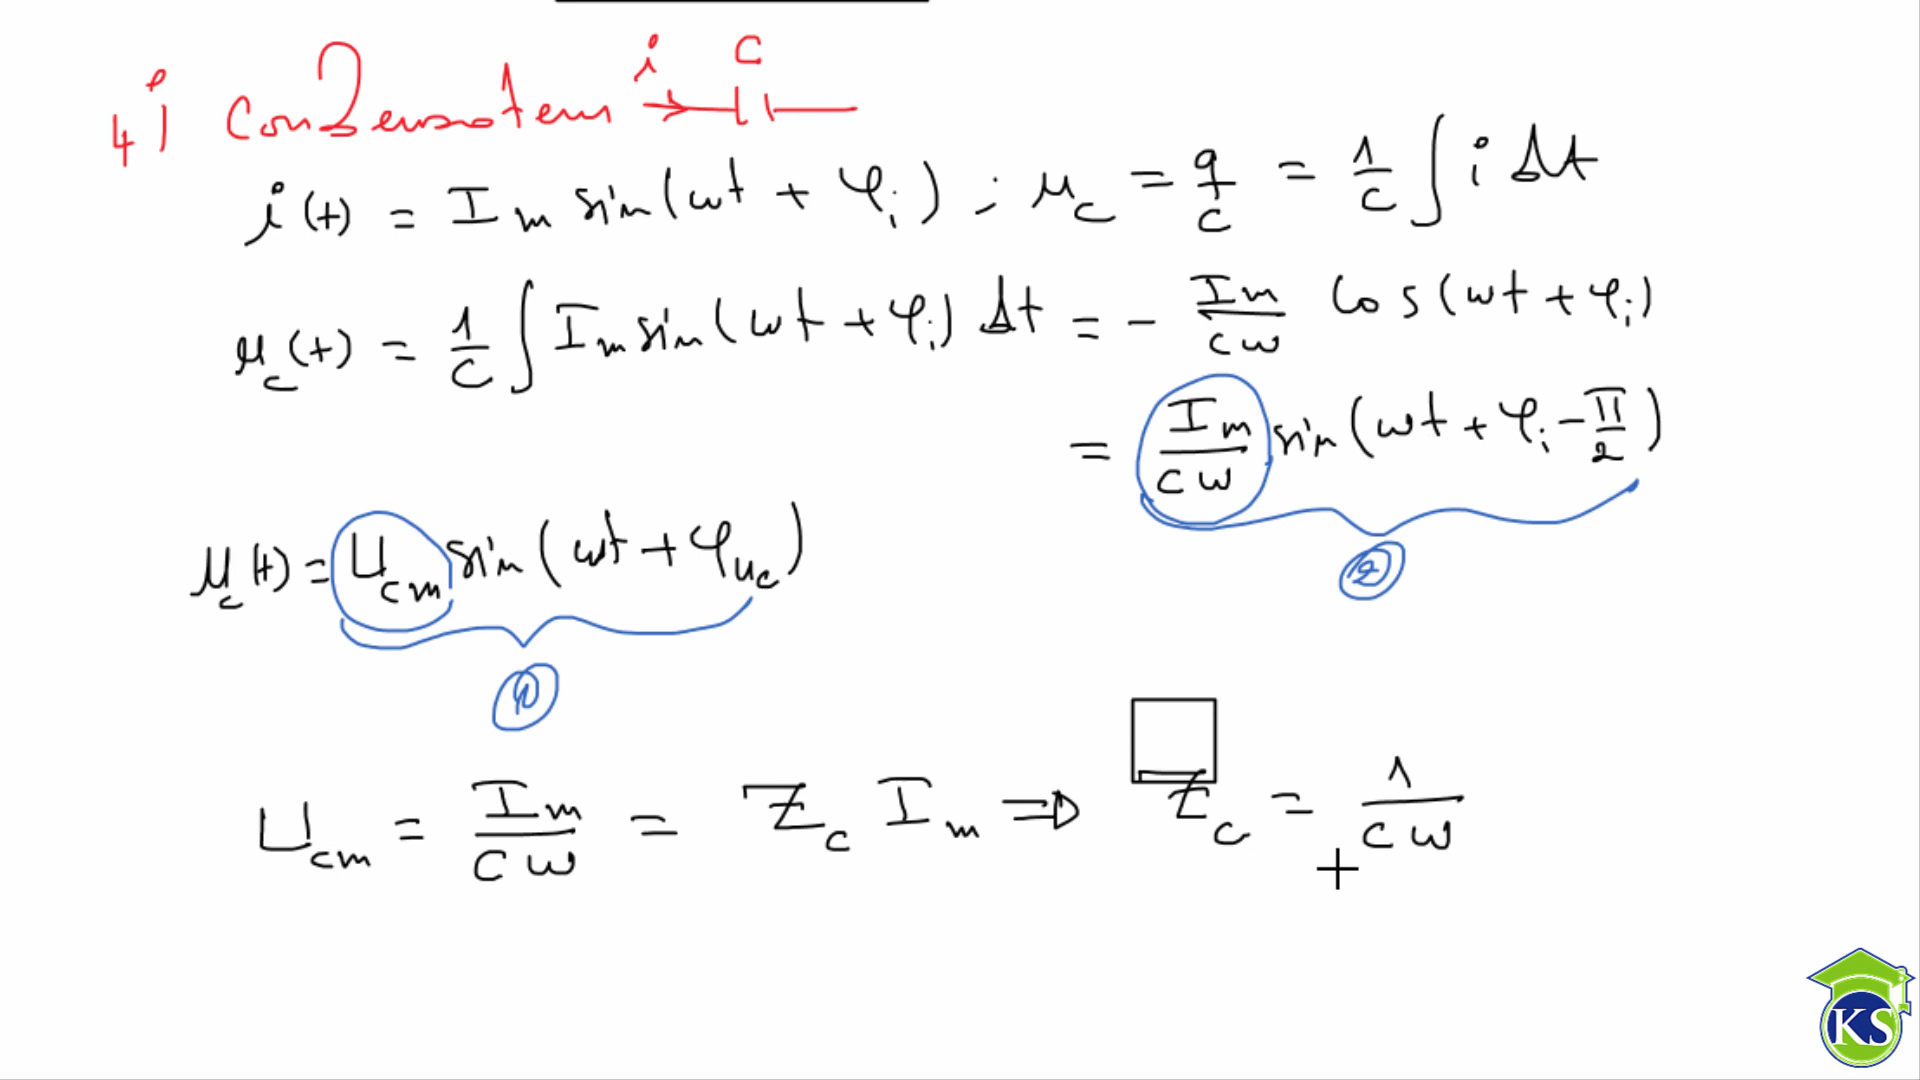 4°) Condensateur i C
i(t) = Im sin(ωt + φi) ; uc = q/C = 1/C ∫ i dt
uc(t) = 1/C ∫ Im sin(ωt + φi) dt = - Im/Cω cos(ωt + φi)
= Im/Cω sin(ωt + φi - π/2)
uc(t) = Ucm sin(ωt + φuc)
②
①
Ucm = Im/Cω = Zc Im ⇒ Zc = 1/Cω
KS